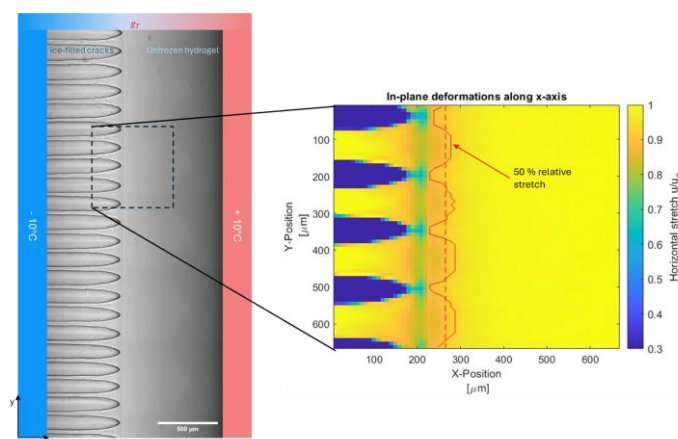 g_T
ice-filled cracks
Unfrozen hydrogel
- 10°C
+ 10°C
y
500 µm
In-plane deformations along x-axis
50 % relative
stretch
100
200
300
400
500
600
Y-Position
[µm]
100
200
300
400
500
600
X-Position
[µm]
1
0.9
0.8
0.7
0.6
0.5
0.4
0.3
Horizontal stretch u/u